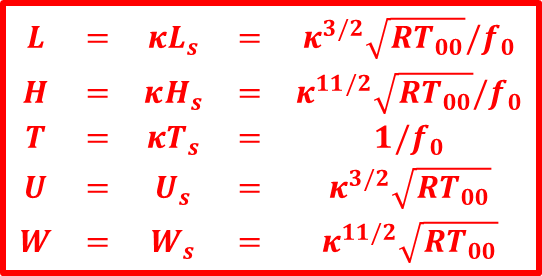 L = κL_s = κ^{3/2}√(RT_{00})/f_0
H = κH_s = κ^{11/2}√(RT_{00})/f_0
T = κT_s = 1/f_0
U = U_s = κ^{3/2}√(RT_{00})
W = W_s = κ^{11/2}√(RT_{00})